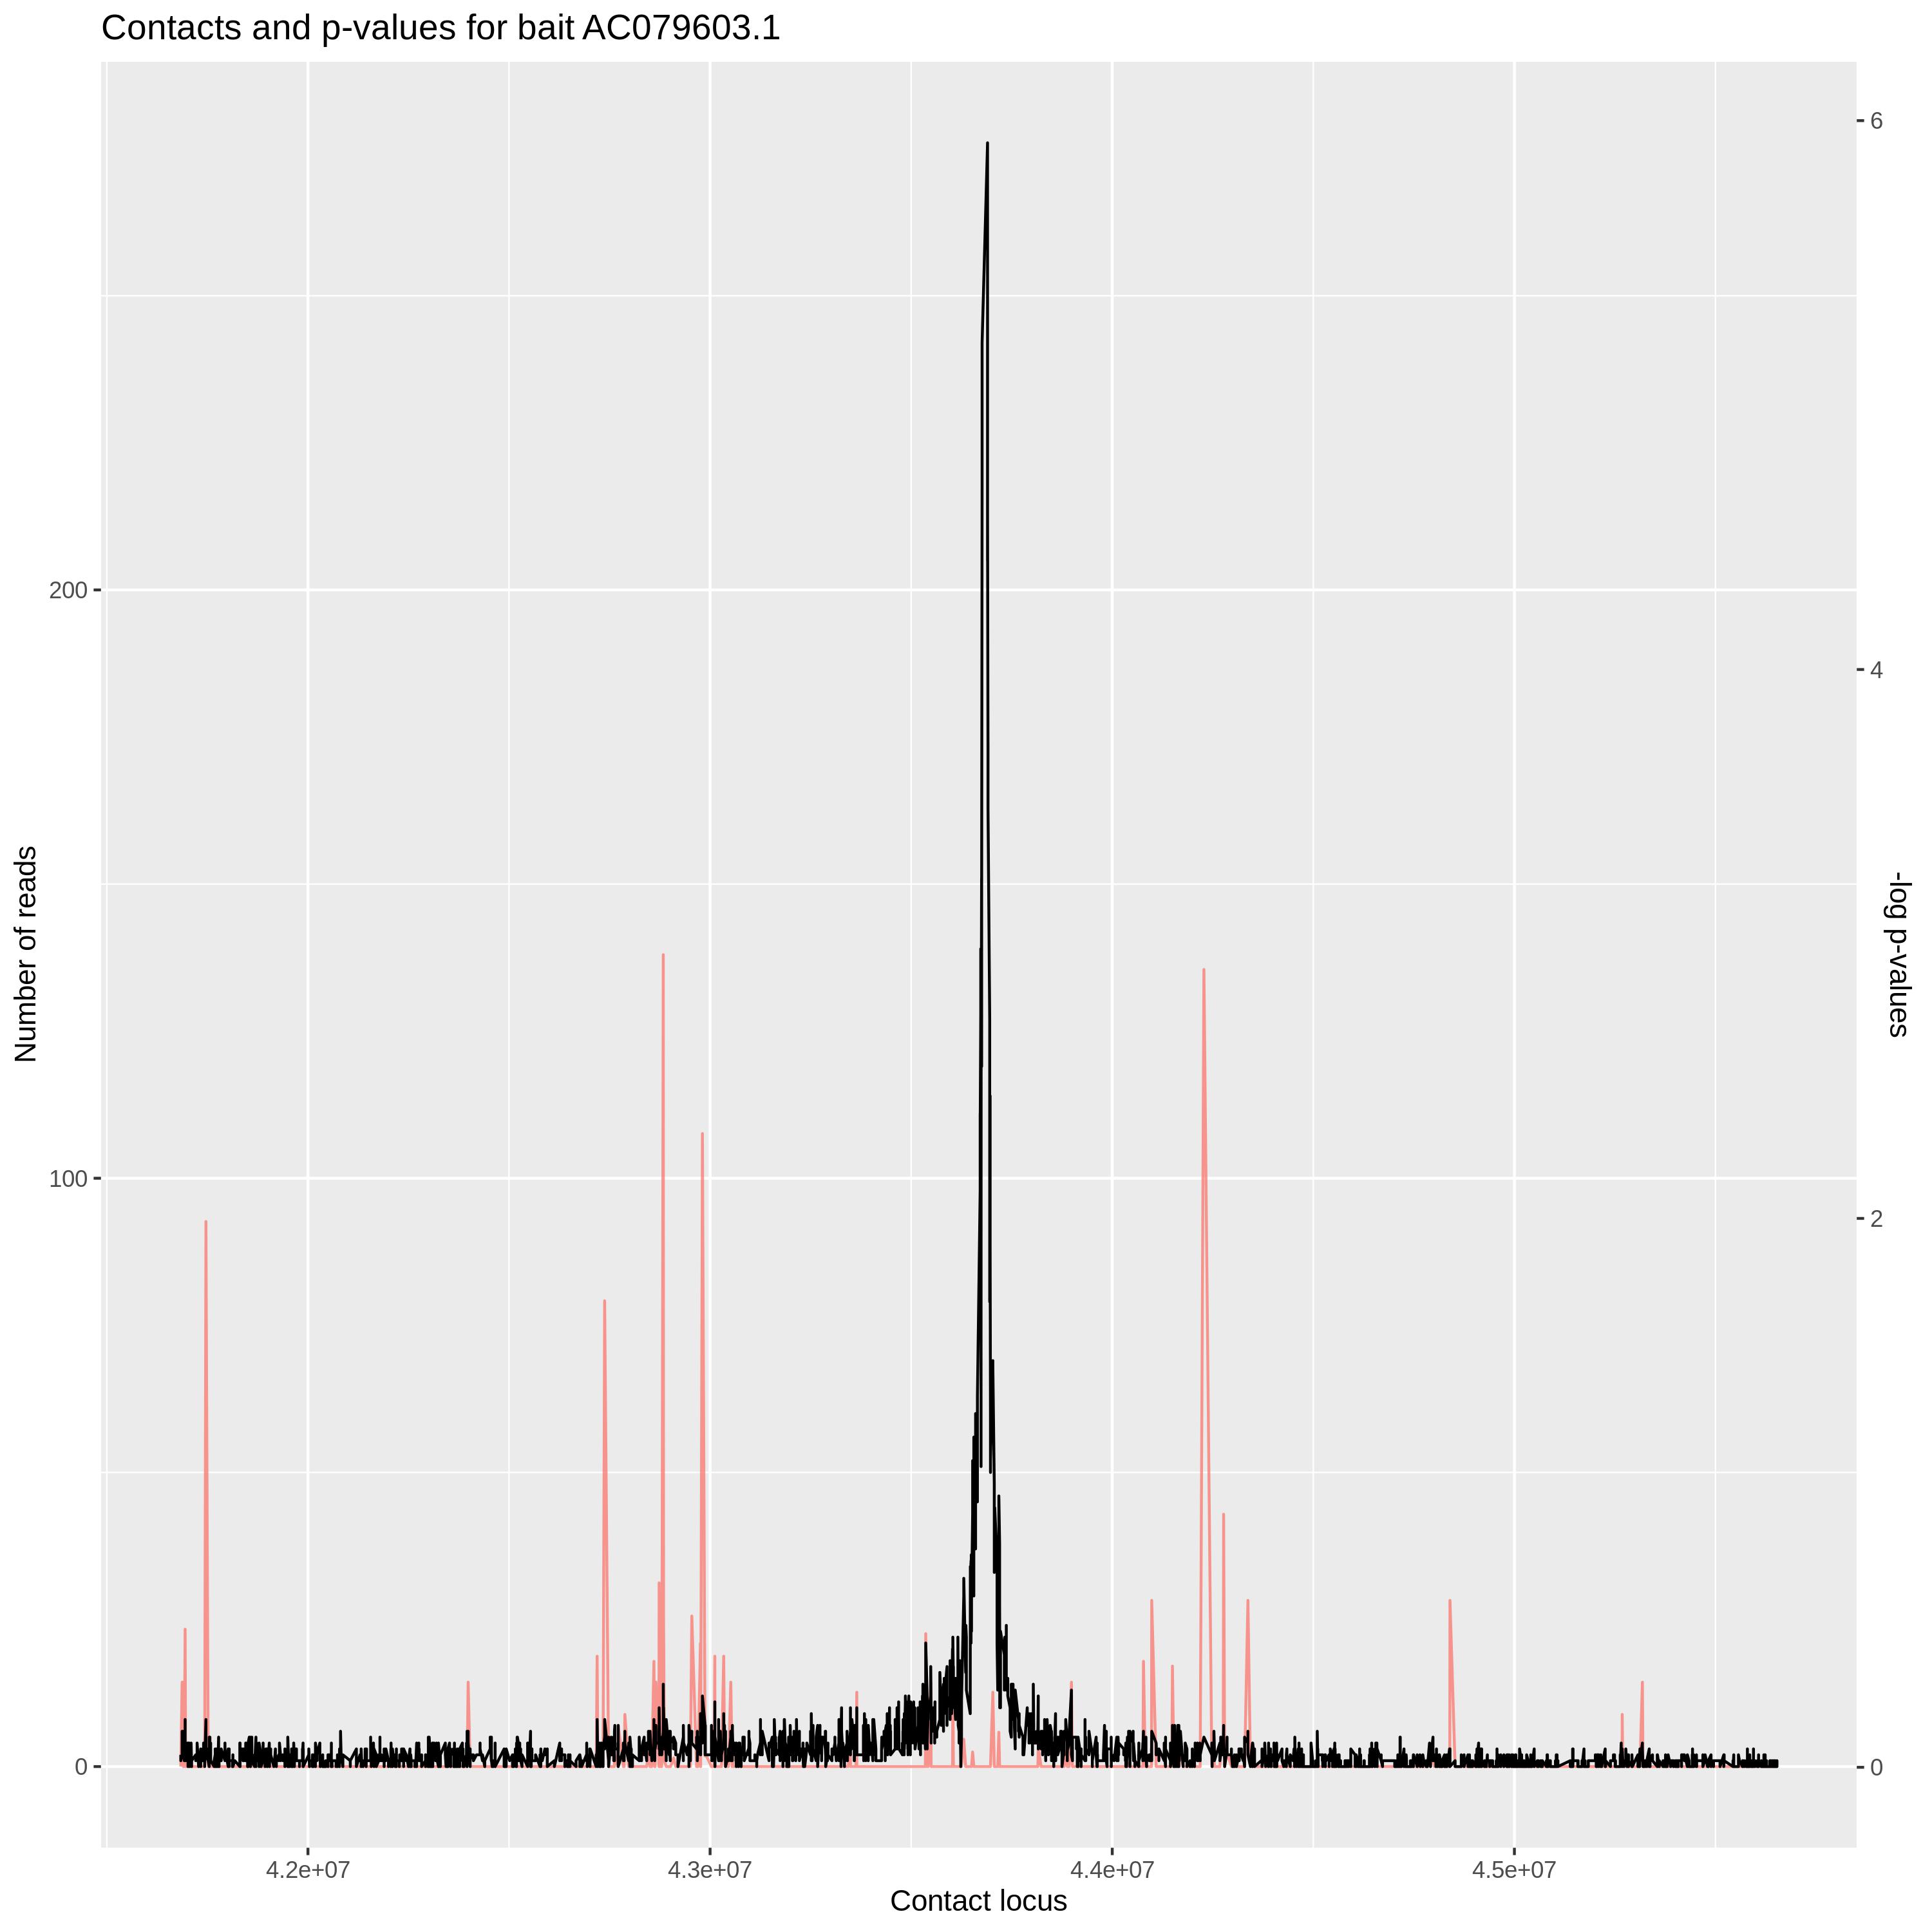 Contacts and p-values for bait AC079603.1
6
200
4
Number of reads
-log p-values
100
2
0
0
4.2e+07
4.3e+07
4.4e+07
4.5e+07
Contact locus